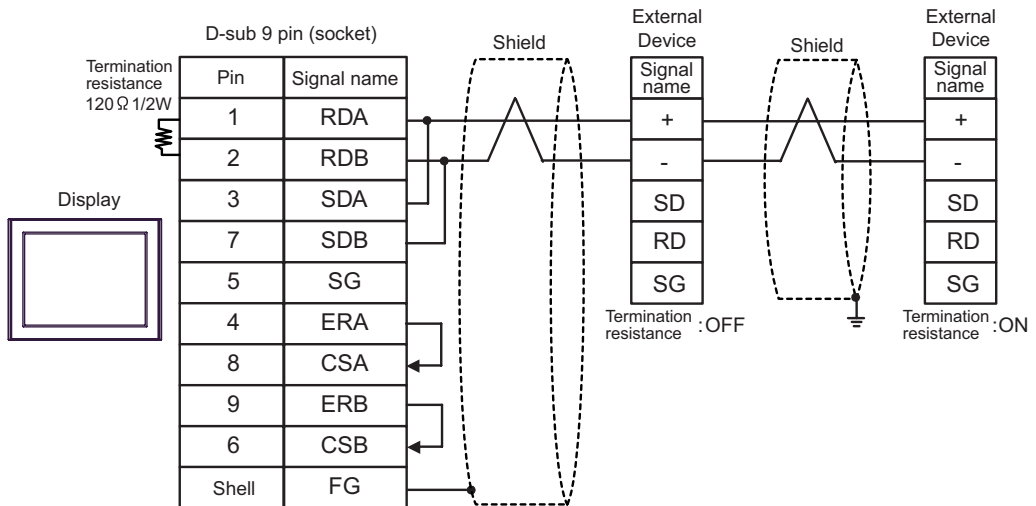 D-sub 9 pin (socket)
Termination
resistance
120Ω 1/2W
Display
Pin Signal name
1 RDA
2 RDB
3 SDA
7 SDB
5 SG
4 ERA
8 CSA
9 ERB
6 CSB
Shell FG
Shield
External
Device
Signal
name
+
-
SD
RD
SG
Termination
resistance :OFF
Shield
External
Device
Signal
name
+
-
SD
RD
SG
Termination
resistance :ON